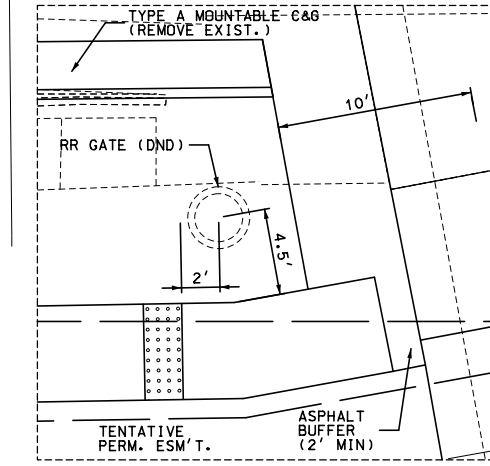 TYPE A MOUNTABLE C&G
(REMOVE EXIST.)
10'
RR GATE (DND)
4.5'
2'
TENTATIVE
PERM. ESM'T.
ASPHALT
BUFFER
(2' MIN)